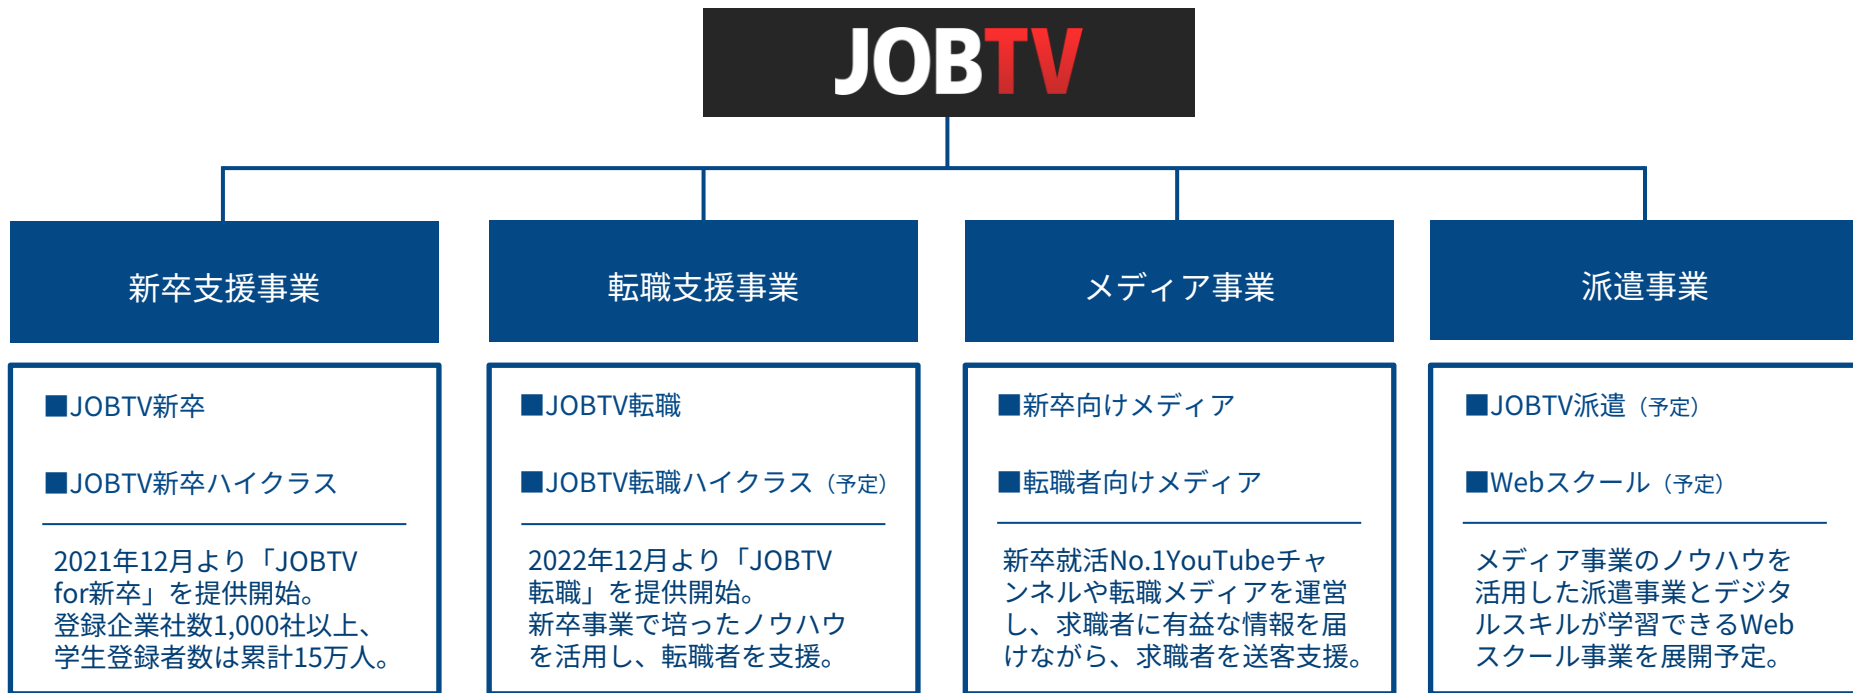 JOBTV
新卒支援事業
■JOBTV新卒
■JOBTV新卒ハイクラス
2021年12月より「JOBTV
for新卒」を提供開始。
登録企業社数1,000社以上、
学生登録者数は累計15万人。
転職支援事業
■JOBTV転職
■JOBTV転職ハイクラス（予定）
2022年12月より「JOBTV
転職」を提供開始。
新卒事業で培ったノウハウ
を活用し、転職者を支援。
メディア事業
■新卒向けメディア
■転職者向けメディア
新卒就活No.1YouTubeチャ
ンネルや転職メディアを運営
し、求職者に有益な情報を届
けながら、求職者を送客支援。
派遣事業
■JOBTV派遣（予定）
■Webスクール（予定）
メディア事業のノウハウを
活用した派遣事業とデジタ
ルスキルが学習できるWeb
スクール事業を展開予定。